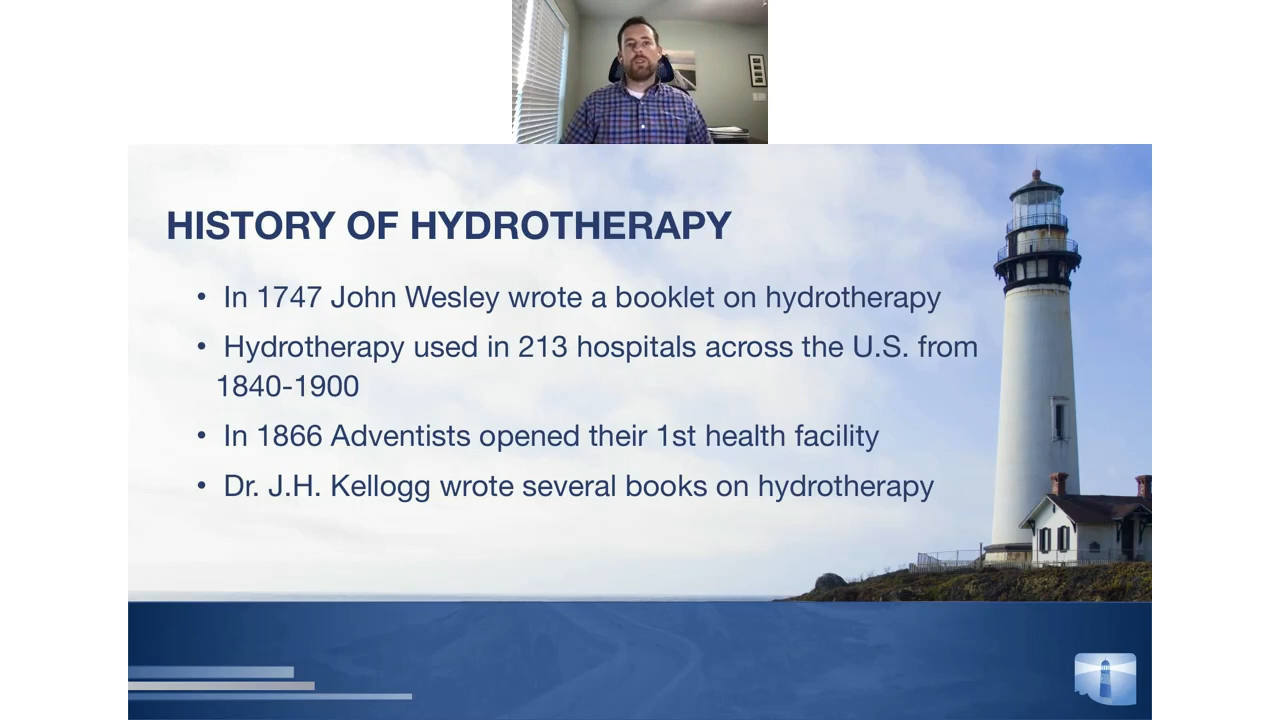 HISTORY OF HYDROTHERAPY
• In 1747 John Wesley wrote a booklet on hydrotherapy
• Hydrotherapy used in 213 hospitals across the U.S. from
1840-1900
• In 1866 Adventists opened their 1st health facility
• Dr. J.H. Kellogg wrote several books on hydrotherapy